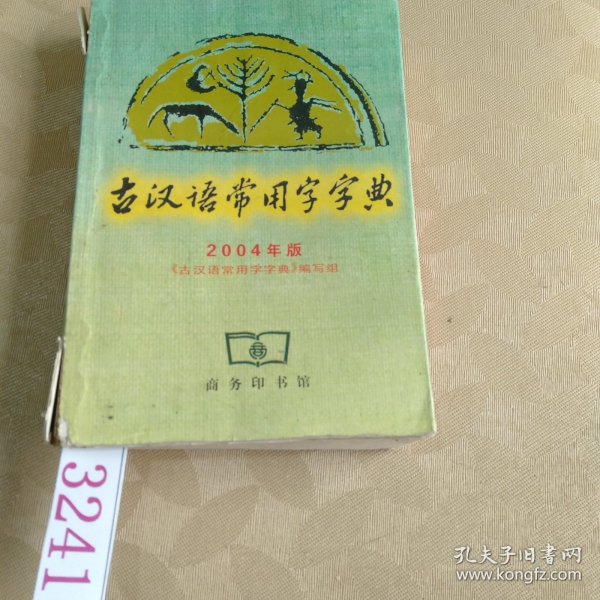 古汉语常用字字典
2004年版
《古汉语常用字字典》编写组
商务印书馆
3241
孔夫子旧书网
www.kongfz.com